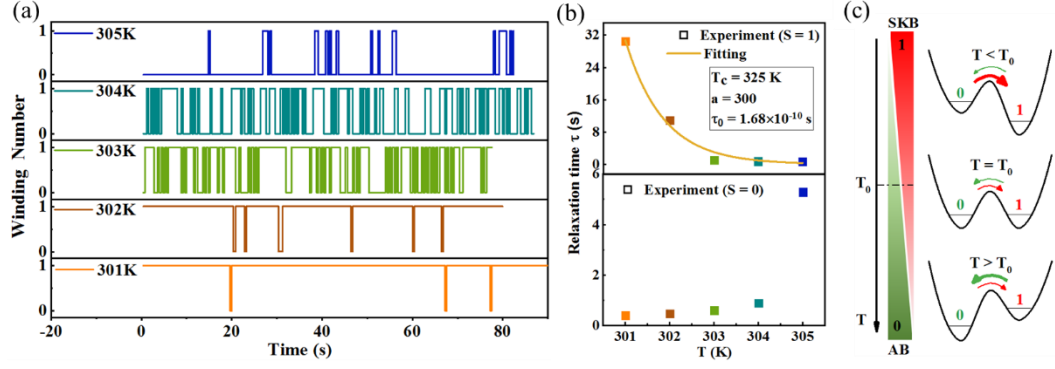 (a)
Winding Number
1
0
305K
1
0
304K
1
0
303K
1
0
302K
1
0
301K
-20 0 20 40 60 80
Time (s)
(b)
Relaxation time τ (s)
32
24
16
8
0
Experiment (S = 1)
Fitting
Tc = 325 K
a = 300
τ0 = 1.68×10-10 s
Experiment (S = 0)
4
2
0
301 302 303 304 305
T (K)
(c)
SKB
1
T0
T
0
AB
T < T0
0
1
T = T0
0
1
T > T0
0
1